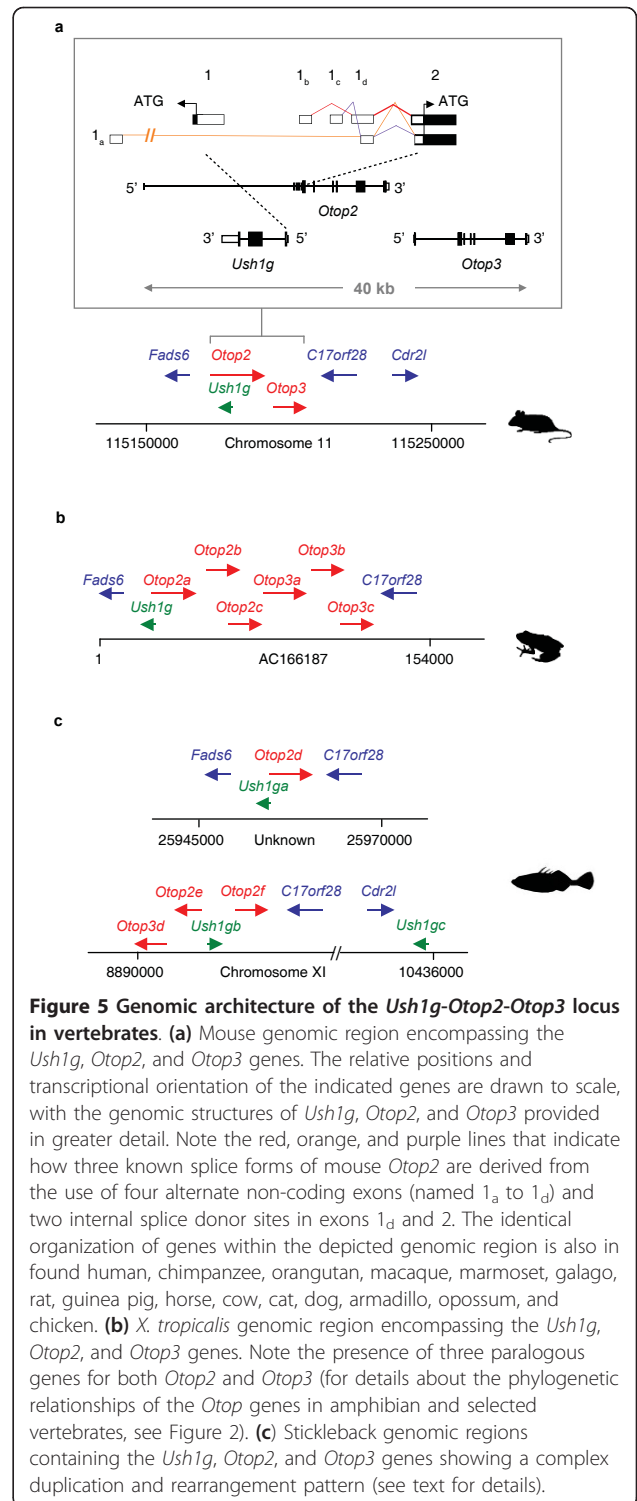 a
1 1b 1c 1d 2
ATG ATG
1a
5’ 3’
Otop2
3’ 5’ 5’ 3’
Ush1g Otop3
40 kb
Fads6 Otop2 C17orf28 Cdr2l
Ush1g Otop3
115150000 Chromosome 11 115250000
b
Otop2b Otop3b
Fads6 Otop2a Otop3a C17orf28
Ush1g Otop2c Otop3c
1 AC166187 154000
c
Fads6 Otop2d C17orf28
Ush1ga
25945000 Unknown 25970000
Otop2e Otop2f C17orf28 Cdr2l
Otop3d Ush1gb Ush1gc
8890000 Chromosome XI 10436000
Figure 5 Genomic architecture of the Ush1g-Otop2-Otop3 locus
in vertebrates. (a) Mouse genomic region encompassing the
Ush1g, Otop2, and Otop3 genes. The relative positions and
transcriptional orientation of the indicated genes are drawn to scale,
with the genomic structures of Ush1g, Otop2, and Otop3 provided
in greater detail. Note the red, orange, and purple lines that indicate
how three known splice forms of mouse Otop2 are derived from
the use of four alternate non-coding exons (named 1a to 1d) and
two internal splice donor sites in exons 1d and 2. The identical
organization of genes within the depicted genomic region is also in
found human, chimpanzee, orangutan, macaque, marmoset, galago,
rat, guinea pig, horse, cow, cat, dog, armadillo, opossum, and
chicken. (b) X. tropicalis genomic region encompassing the Ush1g,
Otop2, and Otop3 genes. Note the presence of three paralogous
genes for both Otop2 and Otop3 (for details about the phylogenetic
relationships of the Otop genes in amphibian and selected
vertebrates, see Figure 2). (c) Stickleback genomic regions
containing the Ush1g, Otop2, and Otop3 genes showing a complex
duplication and rearrangement pattern (see text for details).